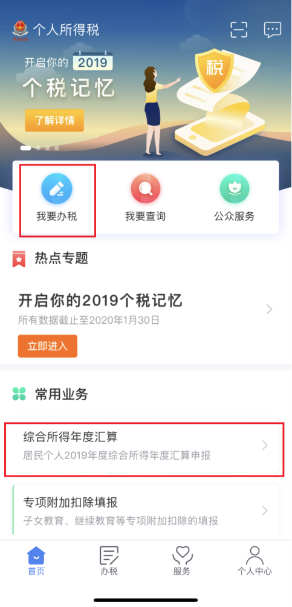 个人所得税
开启你的2019
个税记忆
了解详情
税
我要办税
我要查询
公众服务
热点专题
开启你的2019个税记忆
所有数据截止至2020年1月30日
立即进入
常用业务
综合所得年度汇算
居民个人2019年度综合所得年度汇算申报
专项附加扣除填报
子女教育、继续教育等专项附加扣除的填报
首页
办税
服务
个人中心